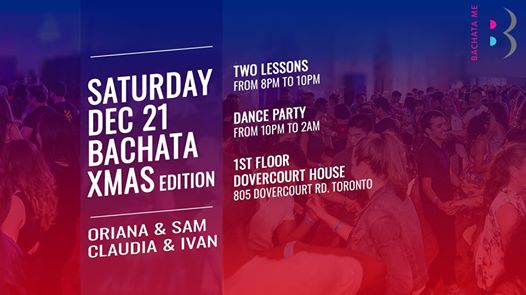 SATURDAY
DEC 21
BACHATA
XMAS EDITION
ORIANA & SAM
CLAUDIA & IVAN
TWO LESSONS
FROM 8PM TO 10PM
DANCE PARTY
FROM 10PM TO 2AM
1ST FLOOR
DOVERCOURT HOUSE
805 DOVERCOURT RD, TORONTO
BACHATA ME